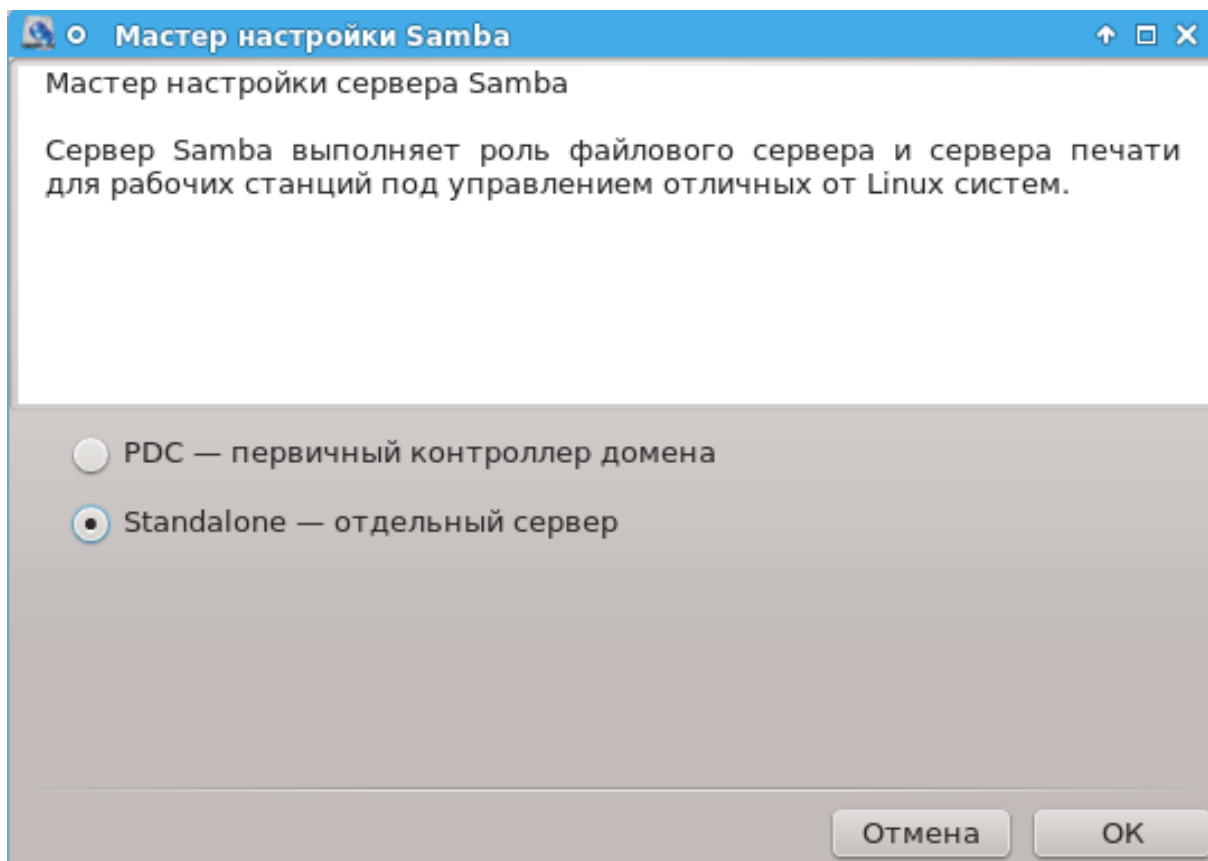 Мастер настройки Samba
Мастер настройки сервера Samba
Сервер Samba выполняет роль файлового сервера и сервера печати
для рабочих станций под управлением отличных от Linux систем.
PDC — первичный контроллер домена
Standalone — отдельный сервер
Отмена
ОК